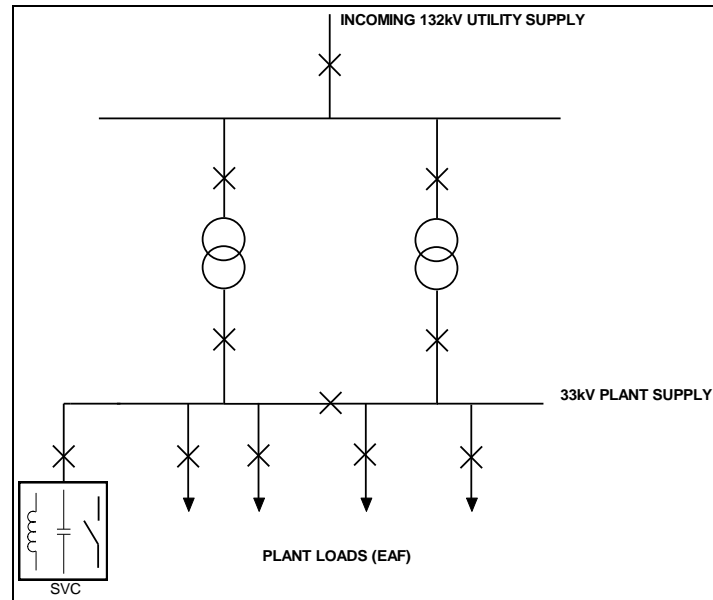 INCOMING 132kV UTILITY SUPPLY
33kV PLANT SUPPLY
PLANT LOADS (EAF)
SVC